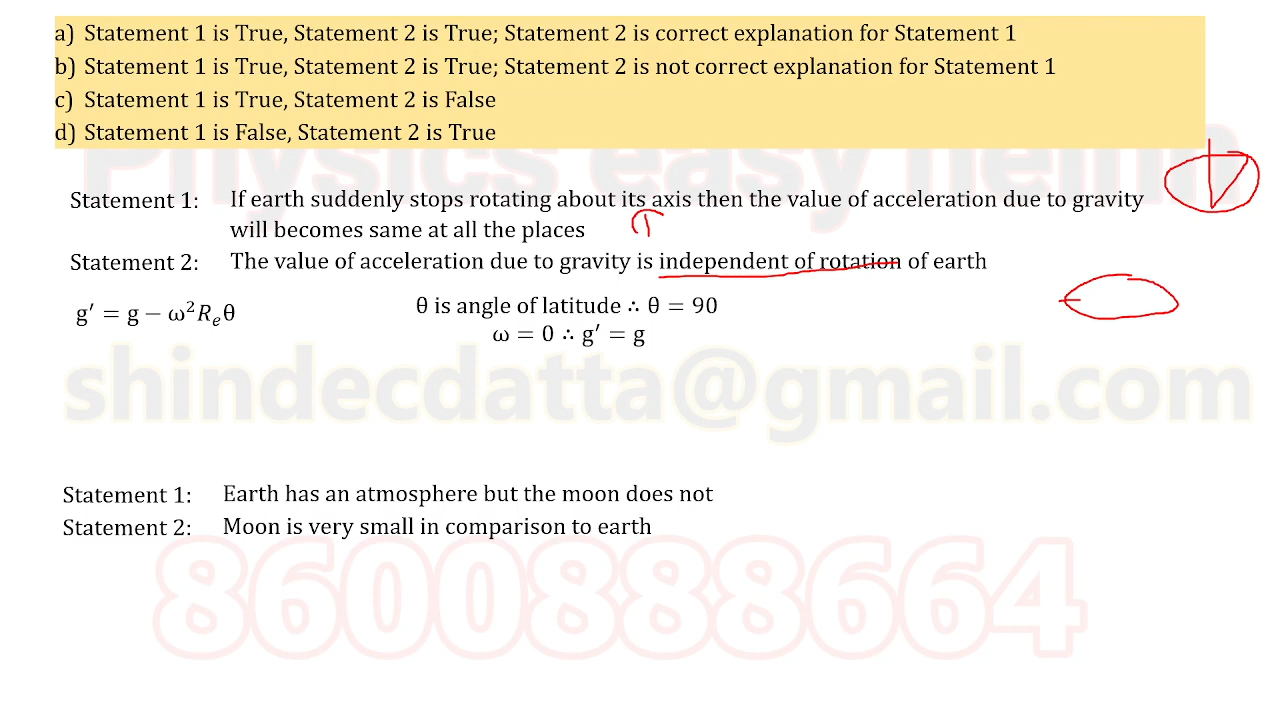 a) Statement 1 is True, Statement 2 is True; Statement 2 is correct explanation for Statement 1
b) Statement 1 is True, Statement 2 is True; Statement 2 is not correct explanation for Statement 1
c) Statement 1 is True, Statement 2 is False
d) Statement 1 is False, Statement 2 is True
Physics easy
Statement 1: If earth suddenly stops rotating about its axis then the value of acceleration due to gravity
will becomes same at all the places
Statement 2: The value of acceleration due to gravity is independent of rotation of earth
g′ = g − ω²Rₑθ
θ is angle of latitude ∴ θ = 90
ω = 0 ∴ g′ = g
shindecdatta@gmail.com
Statement 1: Earth has an atmosphere but the moon does not
Statement 2: Moon is very small in comparison to earth
8600888664